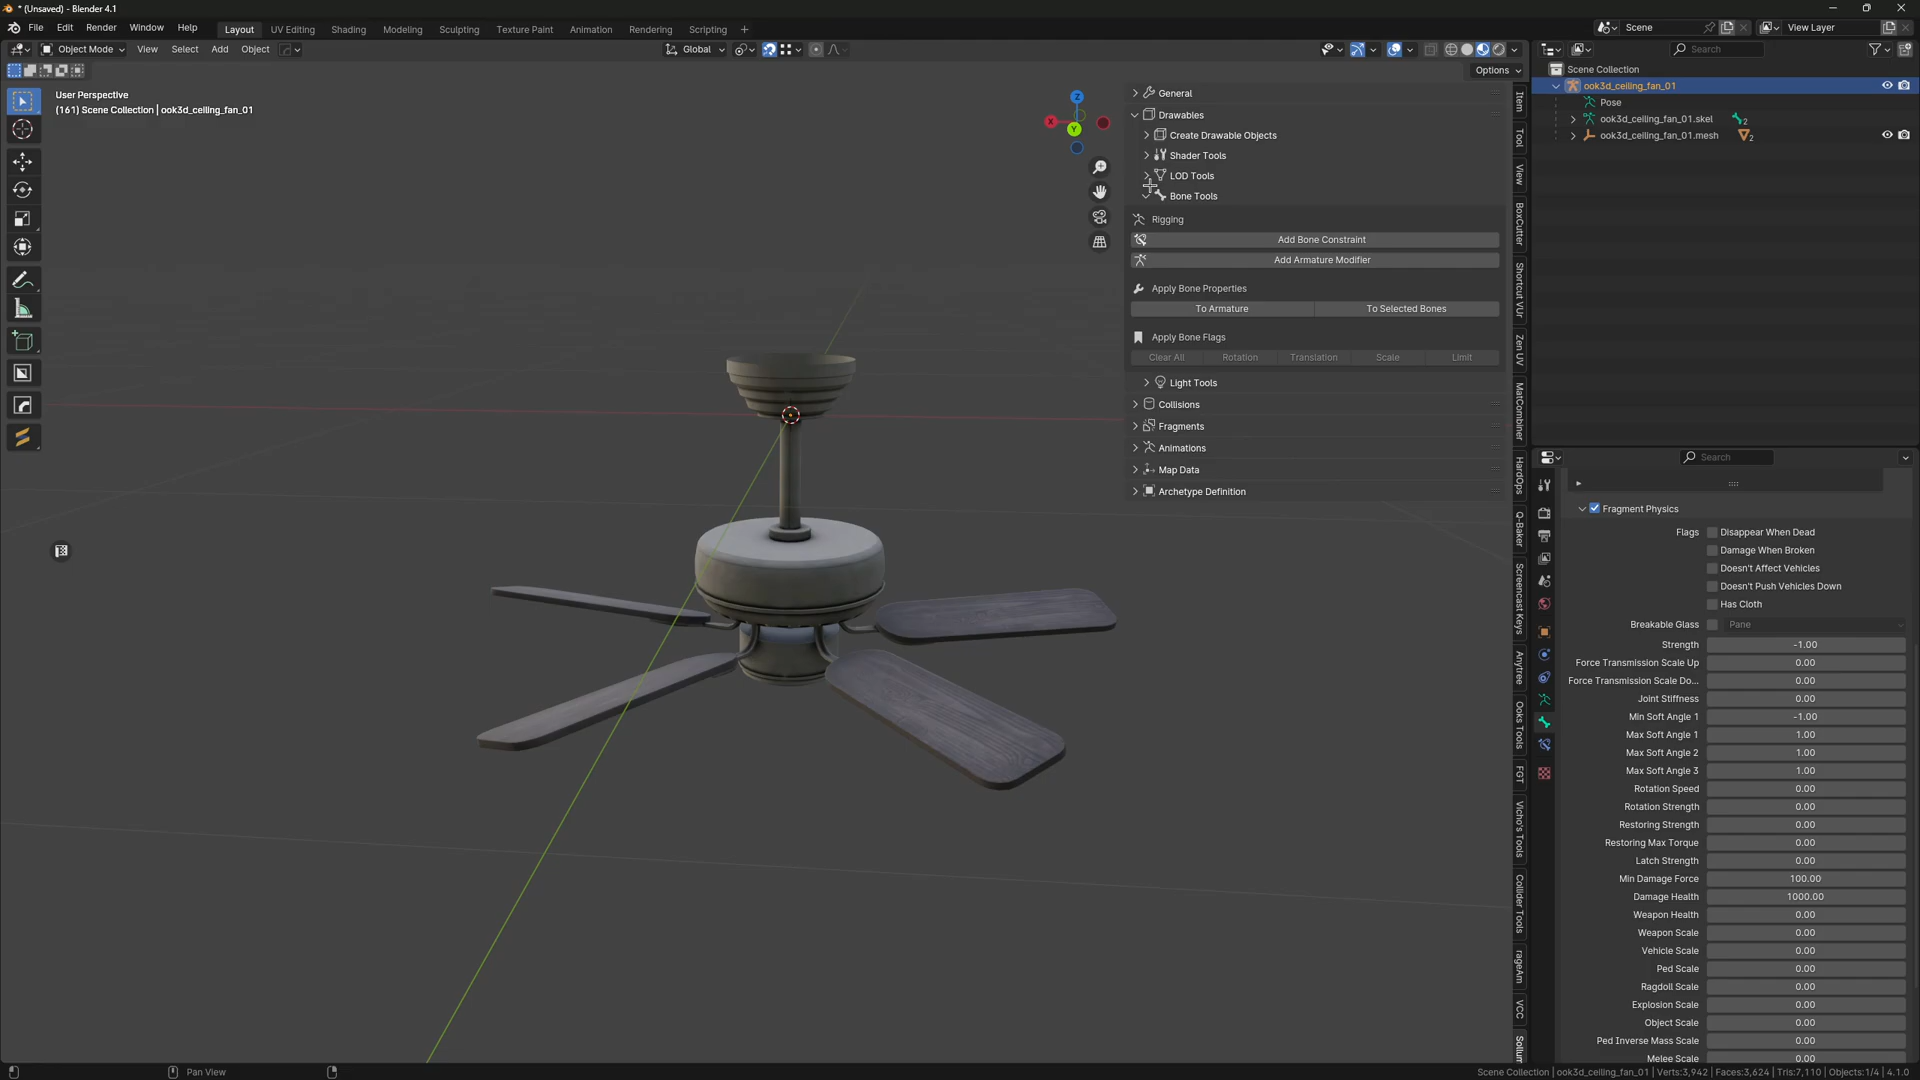 * (Unsaved) - Blender 4.1
File Edit Render Window Help Layout UV Editing Shading Modeling Sculpting Texture Paint Animation Rendering Scripting + Scene View Layer
Object Mode View Select Add Object Global Search
Options
User Perspective
(161) Scene Collection | ook3d_ceiling_fan_01
Z
X
Y
General
Drawables
Create Drawable Objects
Shader Tools
LOD Tools
Bone Tools
Rigging
Add Bone Constraint
Add Armature Modifier
Apply Bone Properties
To Armature To Selected Bones
Apply Bone Flags
Clear All Rotation Translation Scale Limit
Light Tools
Collisions
Fragments
Animations
Map Data
Archetype Definition
Item
Tool
View
BoxCutter
Shortcut VUr
Zen UV
MatCombiner
HardOps
Q-Baker
Screencast Keys
Anytree
Ooks Tools
FGT
Vicho's Tools
Collider Tools
rageAm
VCC
Sollum
Scene Collection
ook3d_ceiling_fan_01
Pose
ook3d_ceiling_fan_01.skel 2
ook3d_ceiling_fan_01.mesh 2
Search
Fragment Physics
Flags Disappear When Dead
Damage When Broken
Doesn't Affect Vehicles
Doesn't Push Vehicles Down
Has Cloth
Breakable Glass Pane
Strength -1.00
Force Transmission Scale Up 0.00
Force Transmission Scale Do... 0.00
Joint Stiffness 0.00
Min Soft Angle 1 -1.00
Max Soft Angle 1 1.00
Max Soft Angle 2 1.00
Max Soft Angle 3 1.00
Rotation Speed 0.00
Rotation Strength 0.00
Restoring Strength 0.00
Restoring Max Torque 0.00
Latch Strength 0.00
Min Damage Force 100.00
Damage Health 1000.00
Weapon Health 0.00
Weapon Scale 0.00
Vehicle Scale 0.00
Ped Scale 0.00
Ragdoll Scale 0.00
Explosion Scale 0.00
Object Scale 0.00
Ped Inverse Mass Scale 0.00
Melee Scale 0.00
Pan View
Scene Collection | ook3d_ceiling_fan_01 | Verts:3,942 | Faces:3,624 | Tris:7,110 | Objects:1/4 | 4.1.0